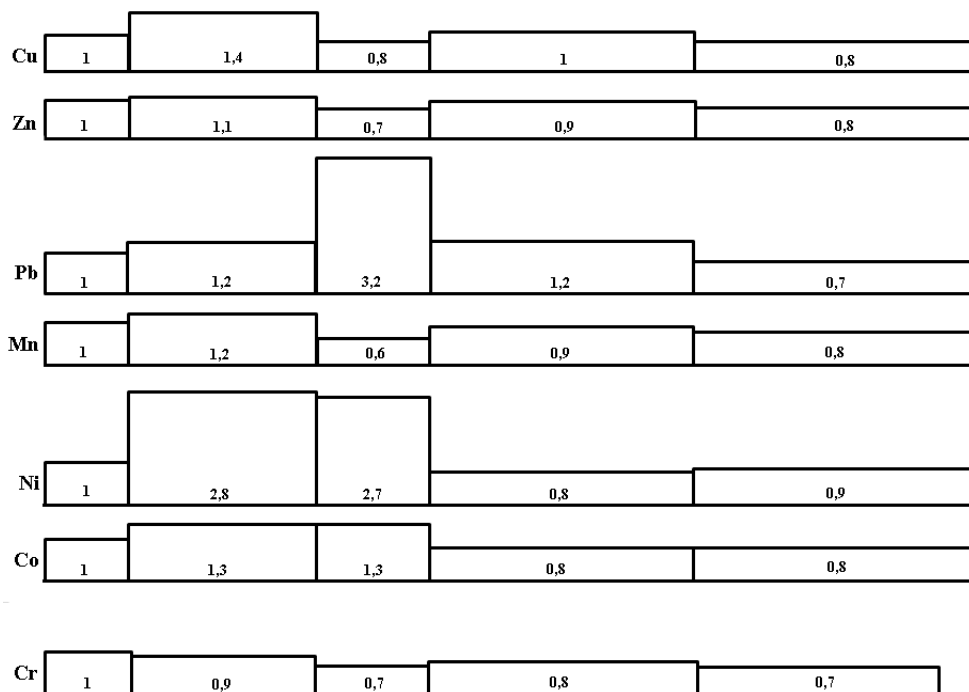 Cu 1 1,4 0,8 1 0,8
Zn 1 1,1 0,7 0,9 0,8
Pb 1 1,2 3,2 1,2 0,7
Mn 1 1,2 0,6 0,9 0,8
Ni 1 2,8 2,7 0,8 0,9
Co 1 1,3 1,3 0,8 0,8
Cr 1 0,9 0,7 0,8 0,7